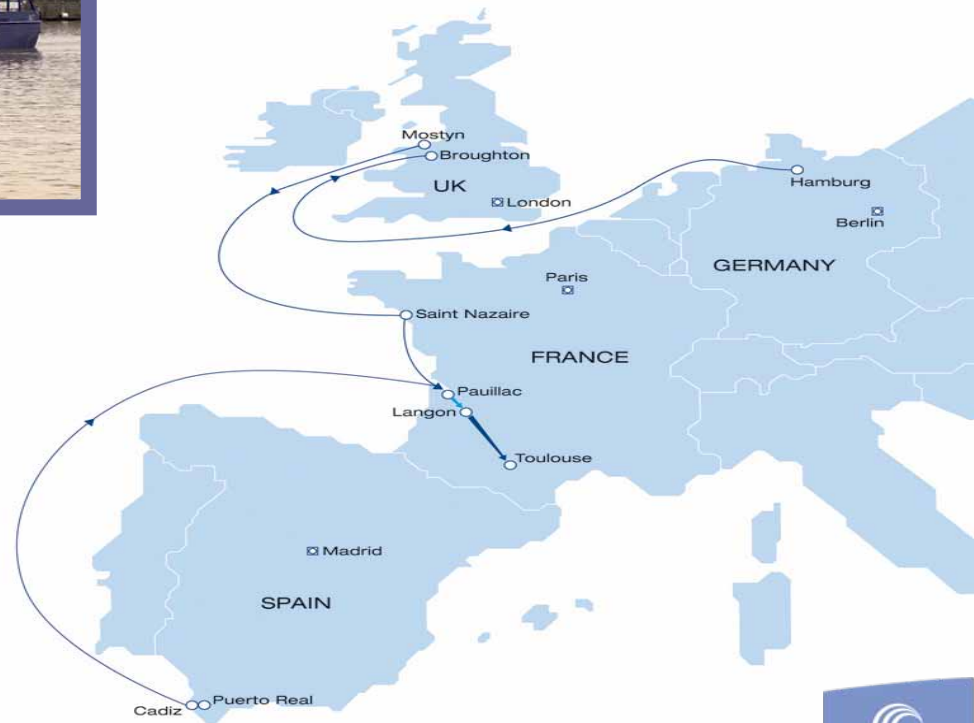 Mostyn
Broughton
UK
London
Hamburg
Berlin
GERMANY
Paris
Saint Nazaire
FRANCE
Pauillac
Langon
Toulouse
Madrid
SPAIN
Puerto Real
Cadiz